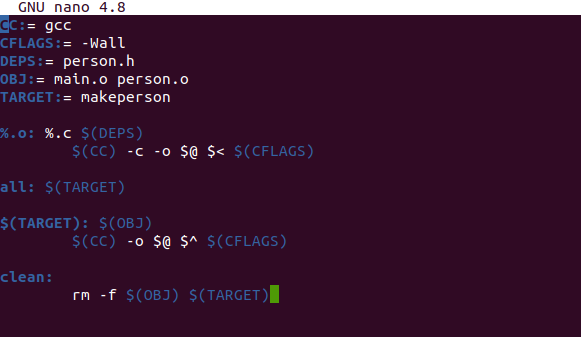 GNU nano 4.8
CC:= gcc
CFLAGS:= -Wall
DEPS:= person.h
OBJ:= main.o person.o
TARGET:= makeperson
%.o: %.c $(DEPS)
$(CC) -c -o $@ $< $(CFLAGS)
all: $(TARGET)
$(TARGET): $(OBJ)
$(CC) -o $@ $^ $(CFLAGS)
clean:
rm -f $(OBJ) $(TARGET)